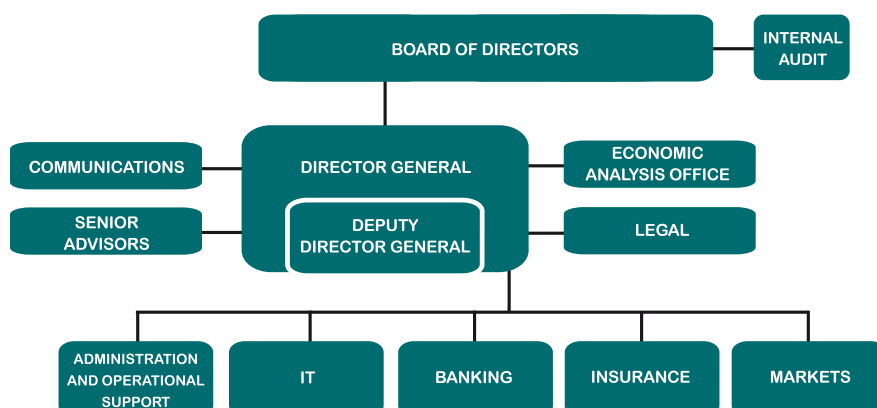 BOARD OF DIRECTORS
INTERNAL
AUDIT
COMMUNICATIONS
DIRECTOR GENERAL
ECONOMIC
ANALYSIS OFFICE
SENIOR
ADVISORS
DEPUTY
DIRECTOR GENERAL
LEGAL
ADMINISTRATION
AND OPERATIONAL
SUPPORT
IT
BANKING
INSURANCE
MARKETS